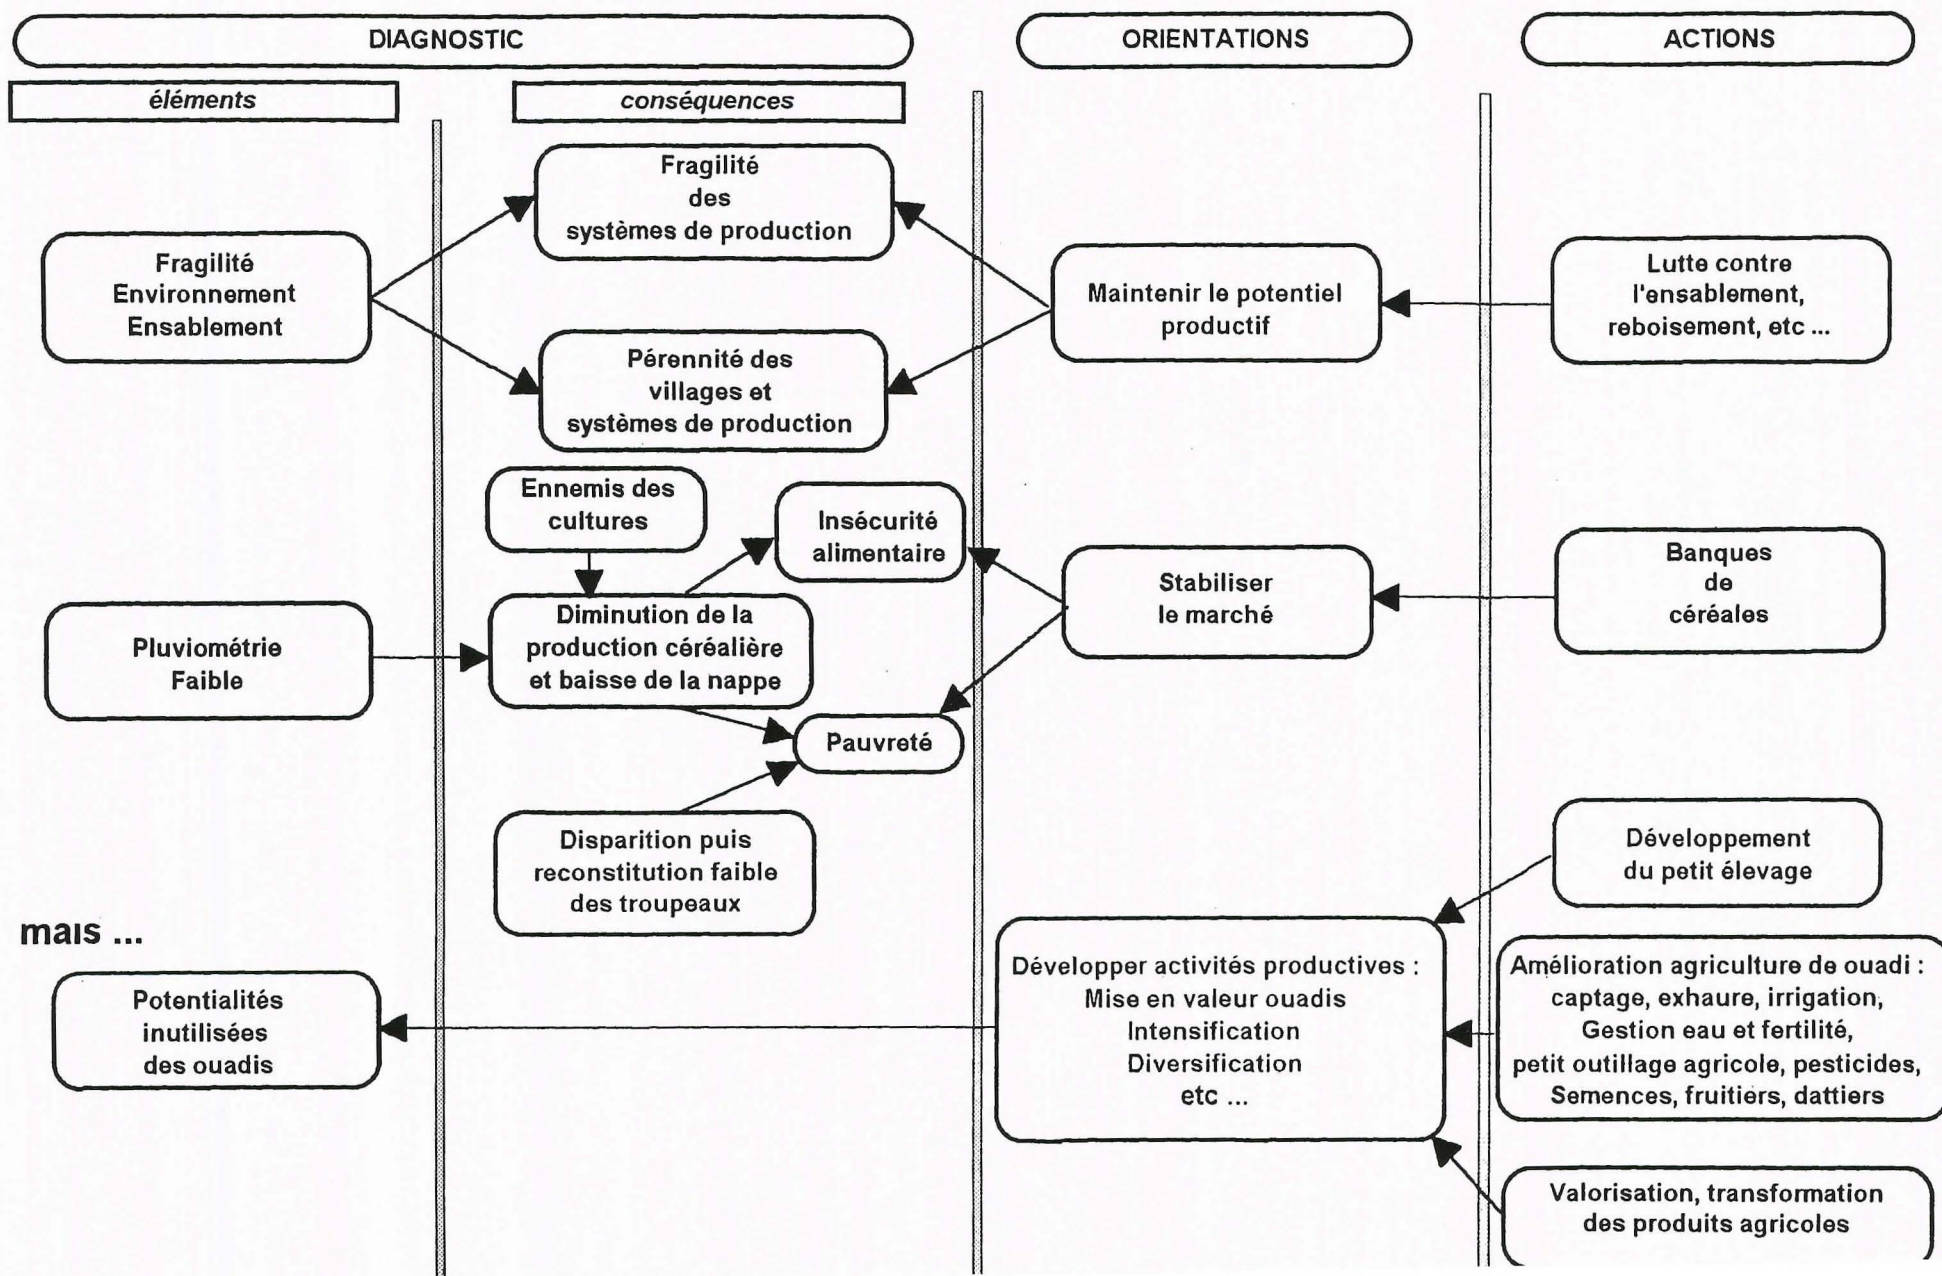 DIAGNOSTIC
ORIENTATIONS
ACTIONS
éléments
conséquences
Fragilité
des
systèmes de production
Fragilité
Environnement
Ensablement
Maintenir le potentiel
productif
Lutte contre
l'ensablement,
reboisement, etc ...
Pérennité des
villages et
systèmes de production
Ennemis des
cultures
Insécurité
alimentaire
Pluviométrie
Faible
Diminution de la
production céréalière
et baisse de la nappe
Stabiliser
le marché
Banques
de
céréales
Pauvreté
Disparition puis
reconstitution faible
des troupeaux
Développement
du petit élevage
mais ...
Potentialités
inutilisées
des ouadis
Développer activités productives :
Mise en valeur ouadis
Intensification
Diversification
etc ...
Amélioration agriculture de ouadi :
captage, exhaure, irrigation,
Gestion eau et fertilité,
petit outillage agricole, pesticides,
Semences, fruitiers, dattiers
Valorisation, transformation
des produits agricoles